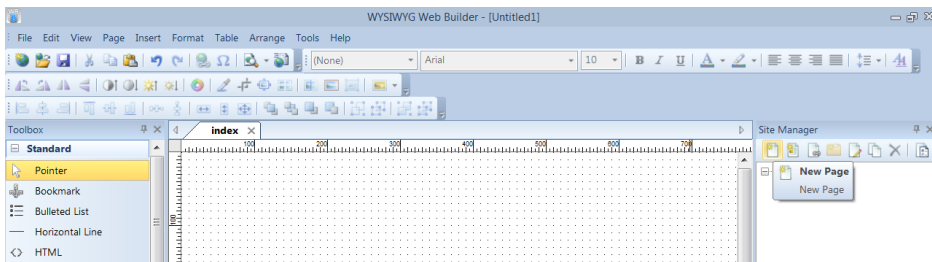 WYSIWYG Web Builder - [Untitled1]
File Edit View Page Insert Format Table Arrange Tools Help
(None) Arial 10 B I U A
Toolbox
index
Site Manager
Standard
100 200 300 400 500 600 700
Pointer
New Page
New Page
Bookmark
Bulleted List
100
Horizontal Line
HTML